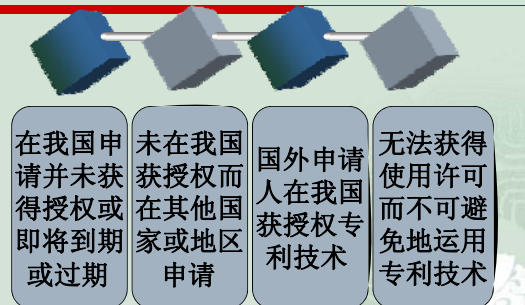 在我国申
请并未获
得授权或
即将到期
或过期
未在我国
获授权而
在其他国
家或地区
申请
国外申请
人在我国
获授权专
利技术
无法获得
使用许可
而不可避
免地运用
专利技术